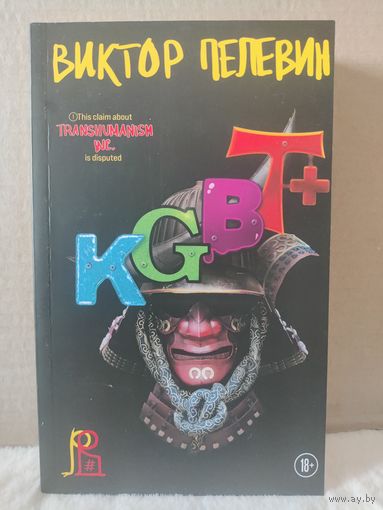 ВИКТОР ПЕЛЕВИН
!This claim about
TRANSHUMANISM
INC.
is disputed
KGBT+
#
18+
www.ay.by